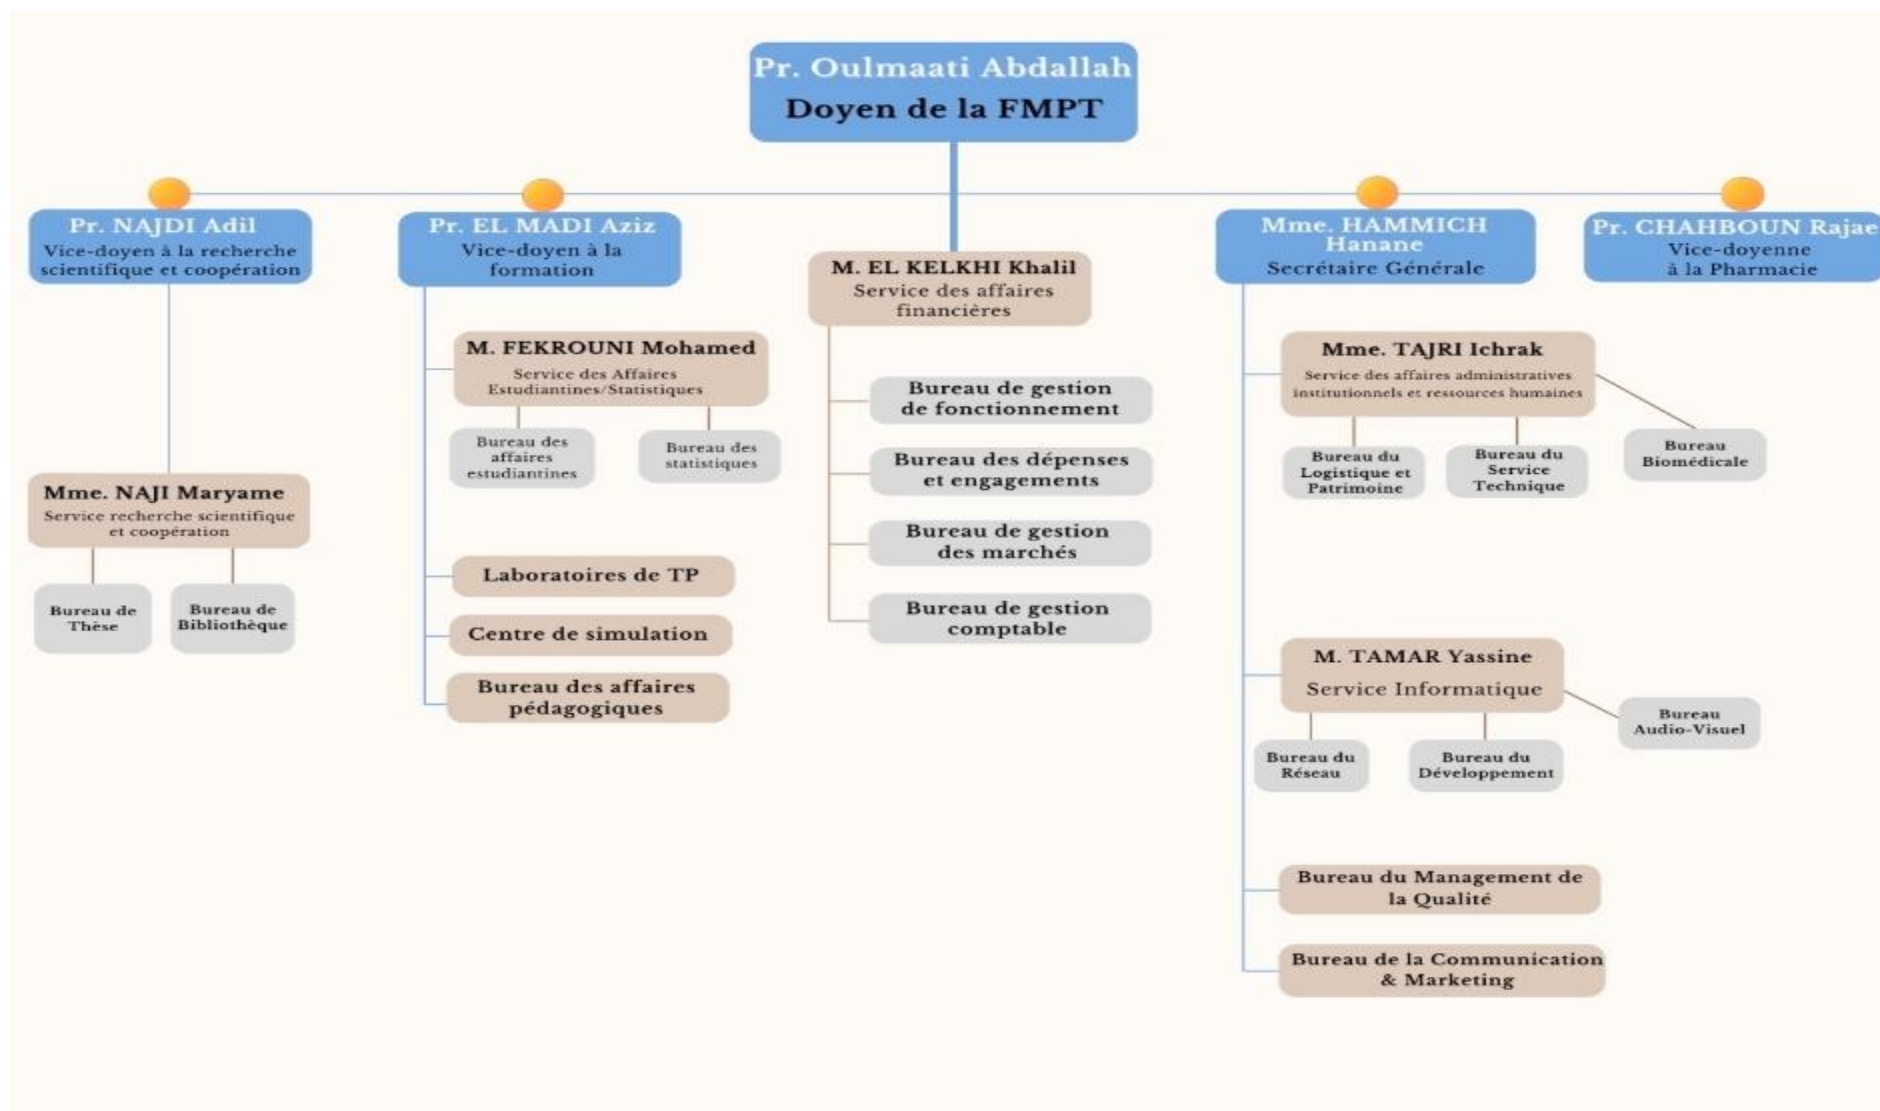 Pr. Oulmaati Abdallah
Doyen de la FMPT
Pr. NAJDI Adil
Vice-doyen à la recherche
scientifique et coopération
Pr. EL MADI Aziz
Vice-doyen à la
formation
M. EL KELKHI Khalil
Service des affaires
financières
Mme. HAMMICH
Hanane
Secrétaire Générale
Pr. CHAHBOUN Rajae
Vice-doyenne
à la Pharmacie
Mme. NAJI Maryame
Service recherche scientifique
et coopération
Bureau de
Thèse
Bureau de
Bibliothèque
M. FEKROUNI Mohamed
Service des Affaires
Estudiantines/Statistiques
Bureau des
affaires
estudiantines
Bureau des
statistiques
Laboratoires de TP
Centre de simulation
Bureau des affaires
pédagogiques
Bureau de gestion
de fonctionnement
Bureau des dépenses
et engagements
Bureau de gestion
des marchés
Bureau de gestion
comptable
Mme. TAJRI Ichrak
Service des affaires administratives
institutionnels et ressources humaines
Bureau du
Logistique et
Patrimoine
Bureau du
Service
Technique
Bureau
Biomédicale
M. TAMAR Yassine
Service Informatique
Bureau du
Réseau
Bureau du
Développement
Bureau
Audio-Visuel
Bureau du Management de
la Qualité
Bureau de la Communication
& Marketing